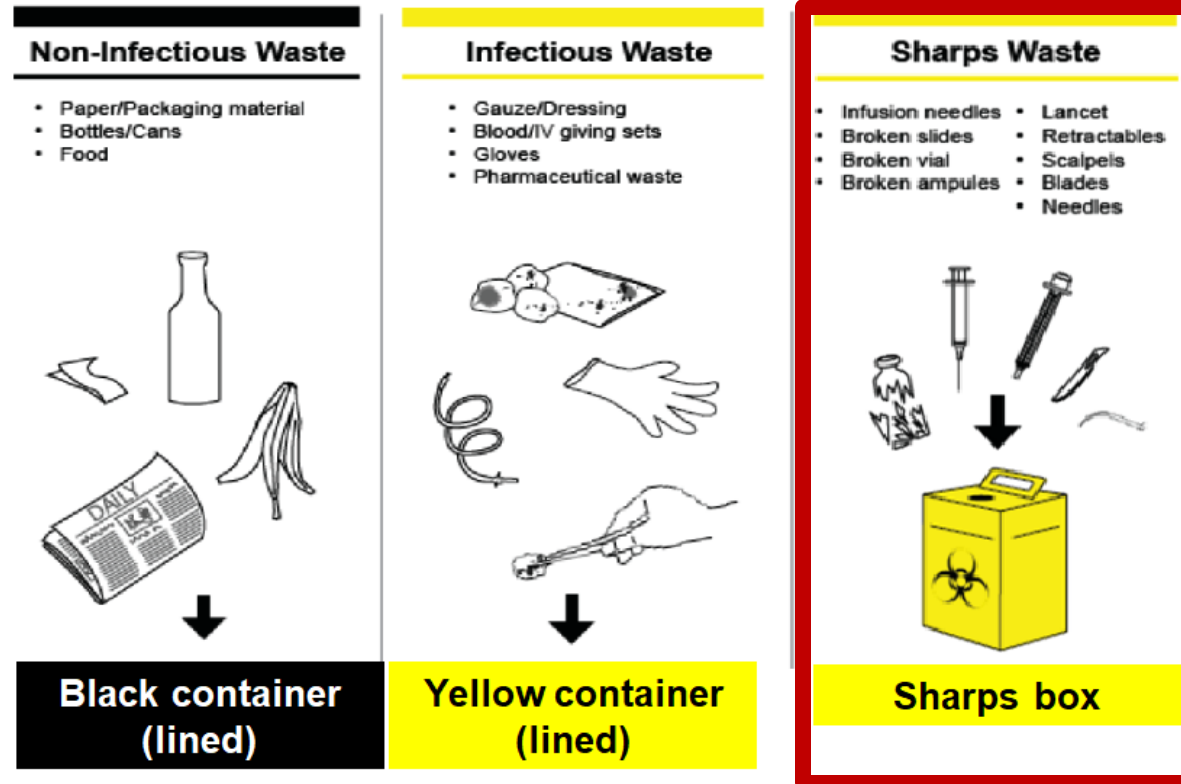 Non-Infectious Waste
• Paper/Packaging material
• Bottles/Cans
• Food
DAILY
Black container
(lined)
Infectious Waste
• Gauze/Dressing
• Blood/IV giving sets
• Gloves
• Pharmaceutical waste
Yellow container
(lined)
Sharps Waste
• Infusion needles
• Broken slides
• Broken vial
• Broken ampules
• Lancet
• Retractables
• Scalpels
• Blades
• Needles
Sharps box